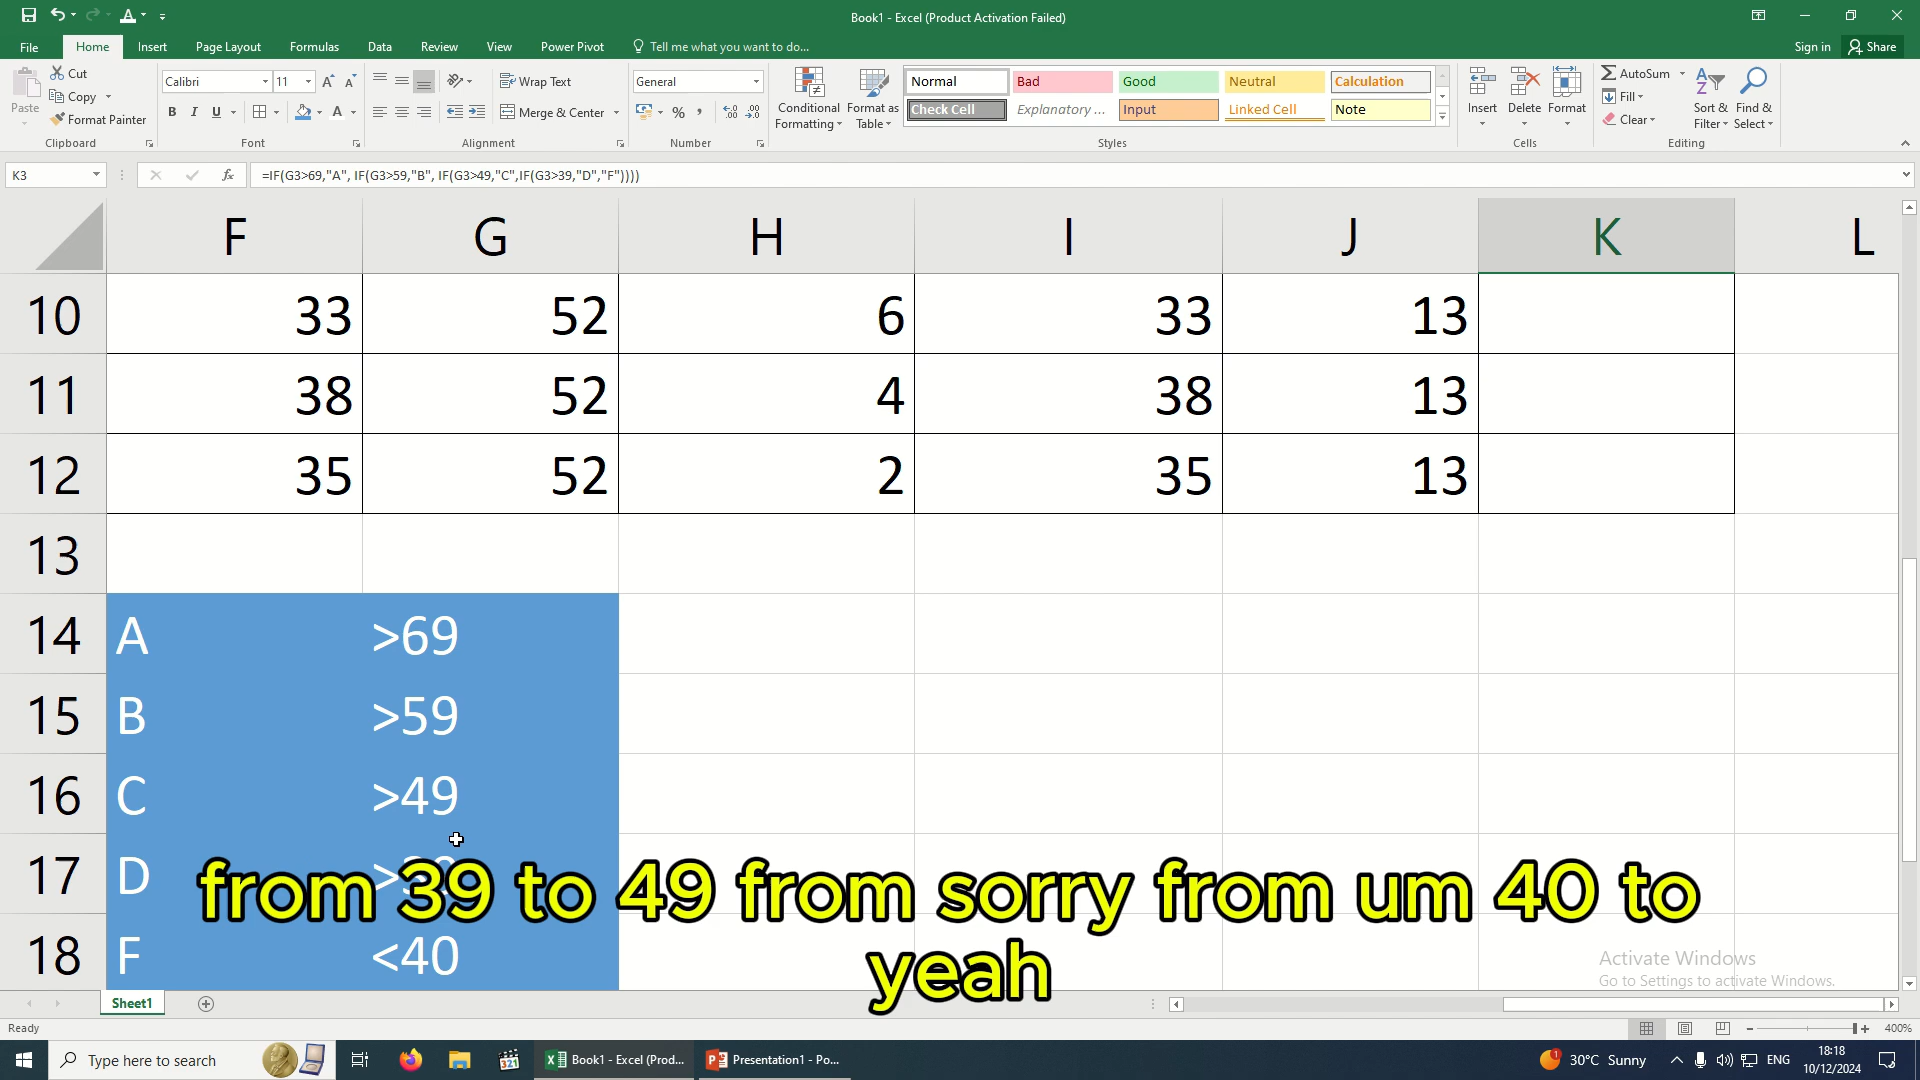 Book1 - Excel (Product Activation Failed)
File Home Insert Page Layout Formulas Data Review View Power Pivot Tell me what you want to do... Sign in Share
Paste
Cut
Copy
Format Painter
Clipboard
Calibri 11
B I U
Font
Wrap Text
Merge & Center
Alignment
General
%
Number
Conditional Formatting
Format as Table
Normal Bad Good Neutral Calculation
Check Cell Explanatory ... Input Linked Cell Note
Styles
Insert Delete Format
Cells
AutoSum
Fill
Clear
Sort & Filter
Find & Select
Editing
K3 fx =IF(G3>69,"A", IF(G3>59,"B", IF(G3>49,"C",IF(G3>39,"D","F"))))
F G H I J K L
10 33 52 6 33 13
11 38 52 4 38 13
12 35 52 2 35 13
13
14 A >69
15 B >59
16 C >49
17 D >39
from 39 to 49 from sorry from um 40 to
yeah
18 F <40
Activate Windows
Go to Settings to activate Windows.
Sheet1
Ready 400%
Type here to search
Book1 - Excel (Prod...
Presentation1 - Po...
30°C Sunny
ENG
18:18
10/12/2024